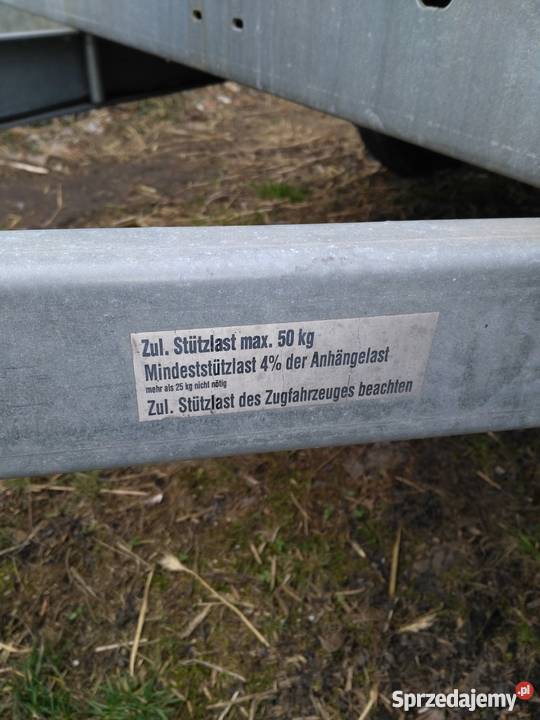 Zul. Stützlast max. 50 kg
Mindeststützlast 4% der Anhängelast
mehr als 25 kg nicht nötig
Zul. Stützlast des Zugfahrzeuges beachten
Sprzedajemy.pl